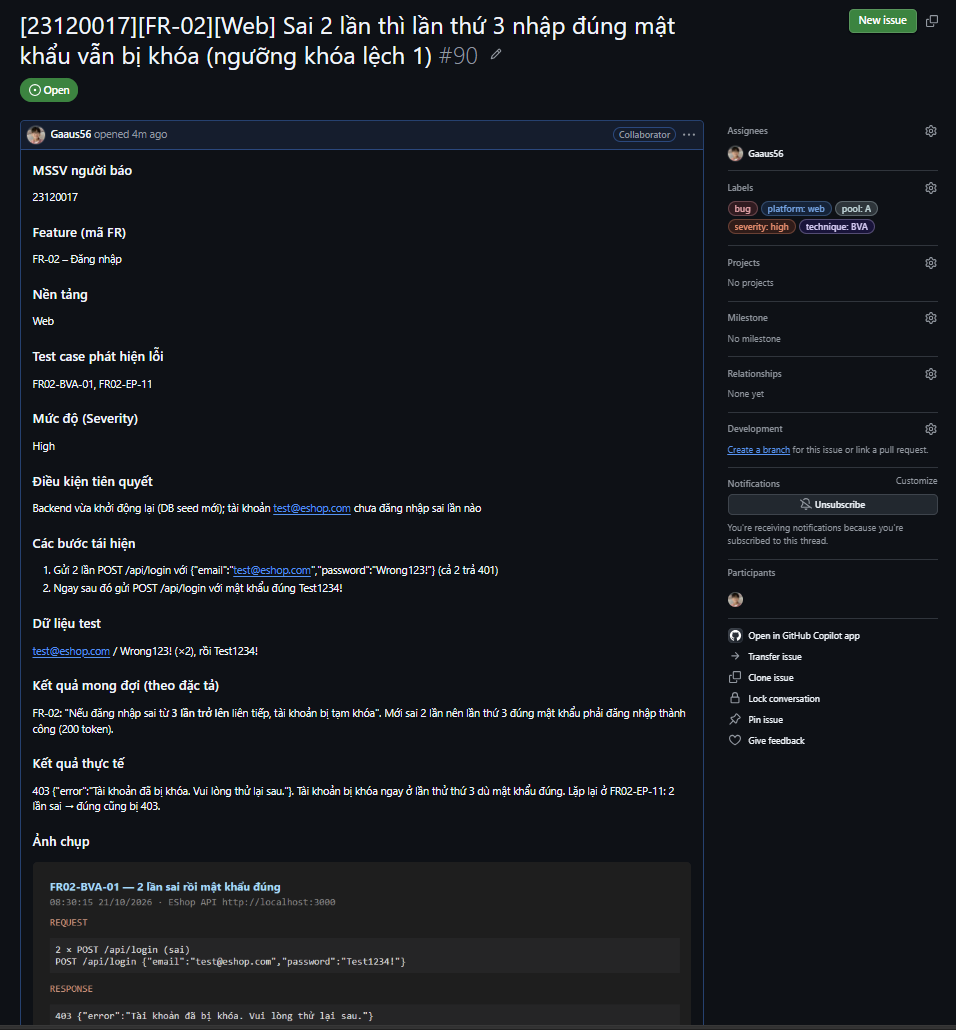 [23120017][FR-02][Web] Sai 2 lần thì lần thứ 3 nhập đúng mật
khẩu vẫn bị khóa (ngưỡng khóa lệch 1) #90
New issue
Open
Gaaus56 opened 4m ago
Collaborator
MSSV người báo
23120017
Feature (mã FR)
FR-02 – Đăng nhập
Nền tảng
Web
Test case phát hiện lỗi
FR02-BVA-01, FR02-EP-11
Mức độ (Severity)
High
Điều kiện tiên quyết
Backend vừa khởi động lại (DB seed mới); tài khoản test@eshop.com chưa đăng nhập sai lần nào
Các bước tái hiện
1. Gửi 2 lần POST /api/login với {"email":"test@eshop.com","password":"Wrong123!"} (cả 2 trả 401)
2. Ngay sau đó gửi POST /api/login với mật khẩu đúng Test1234!
Dữ liệu test
test@eshop.com / Wrong123! (×2), rồi Test1234!
Kết quả mong đợi (theo đặc tả)
FR-02: "Nếu đăng nhập sai từ 3 lần trở lên liên tiếp, tài khoản bị tạm khóa". Mới sai 2 lần nên lần thứ 3 đúng mật khẩu phải đăng nhập thành
công (200 token).
Kết quả thực tế
403 {"error":"Tài khoản đã bị khóa. Vui lòng thử lại sau."}. Tài khoản bị khóa ngay ở lần thử thứ 3 dù mật khẩu đúng. Lặp lại ở FR02-EP-11: 2
lần sai → đúng cũng bị 403.
Ảnh chụp
FR02-BVA-01 — 2 lần sai rồi mật khẩu đúng
08:30:15 21/10/2026 · EShop API http://localhost:3000
REQUEST
2 × POST /api/login (sai)
POST /api/login {"email":"test@eshop.com","password":"Test1234!"}
RESPONSE
403 {"error":"Tài khoản đã bị khóa. Vui lòng thử lại sau."}
Assignees
Gaaus56
Labels
bug platform: web pool: A
severity: high technique: BVA
Projects
No projects
Milestone
No milestone
Relationships
None yet
Development
Create a branch for this issue or link a pull request.
Notifications Customize
Unsubscribe
You're receiving notifications because you're
subscribed to this thread.
Participants
Open in GitHub Copilot app
Transfer issue
Clone issue
Lock conversation
Pin issue
Give feedback